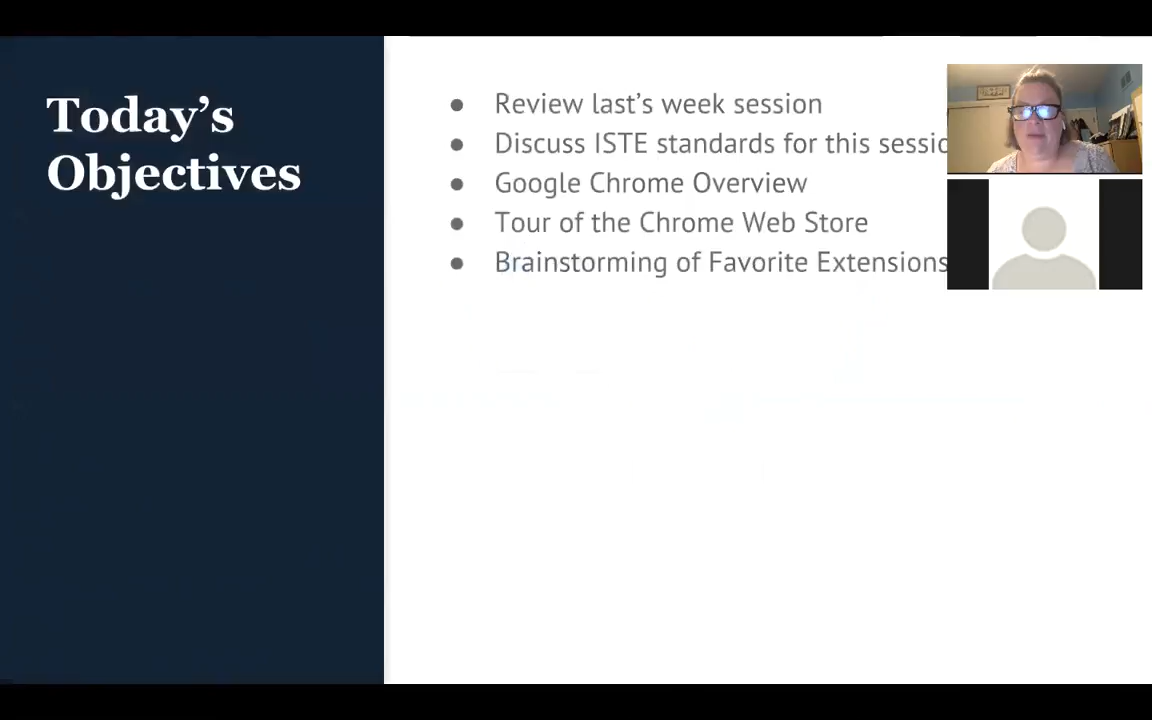 Today’s
Objectives
● Review last’s week session
● Discuss ISTE standards for this
● Google Chrome Overview
● Tour of the Chrome Web Store
● Brainstorming of Favorite Extensions